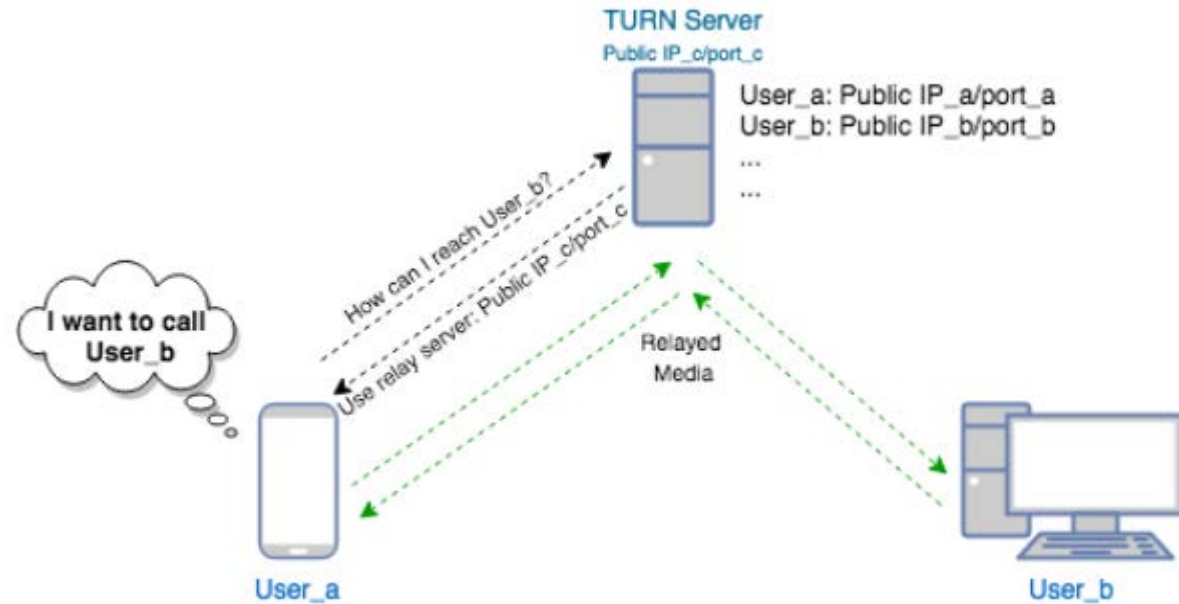 TURN Server
Public IP_c/port_c
User_a: Public IP_a/port_a
User_b: Public IP_b/port_b
...
...
How can I reach User_b?
Use relay server: Public IP_c/port_c
I want to call
User_b
Relayed
Media
User_a
User_b